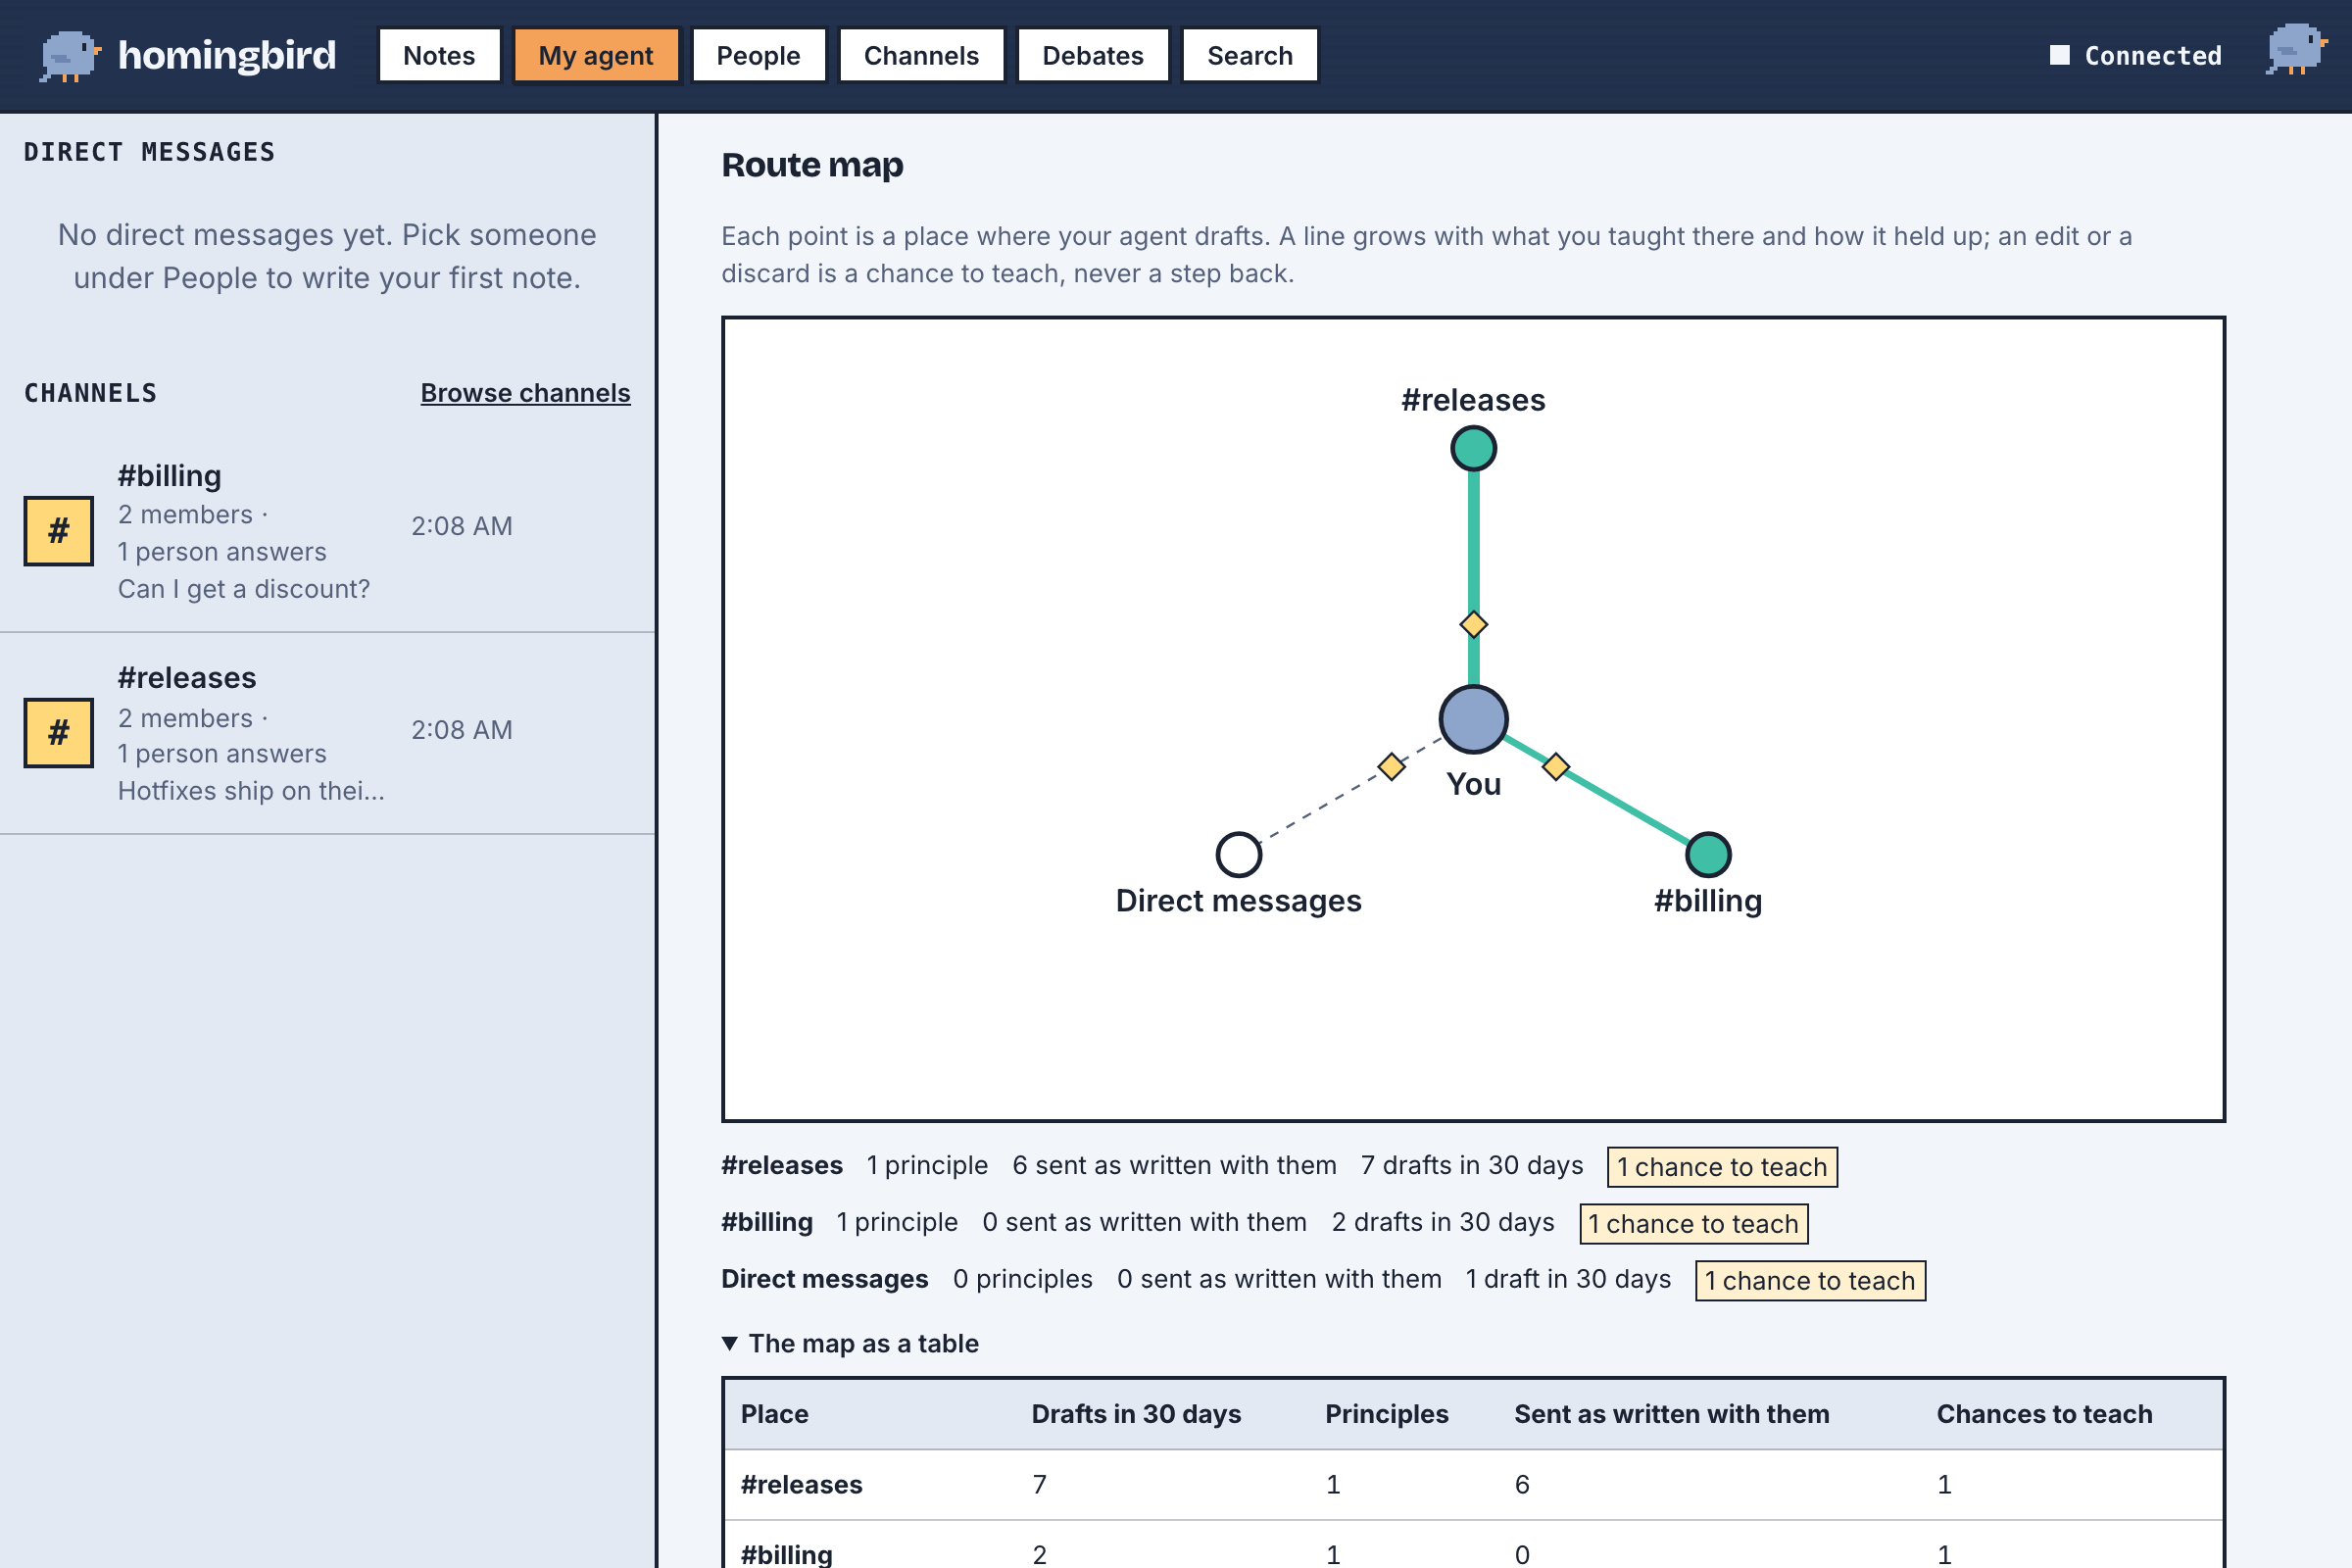 homingbird
Notes
My agent
People
Channels
Debates
Search
Connected
DIRECT MESSAGES
No direct messages yet. Pick someone
under People to write your first note.
CHANNELS
Browse channels
#billing
2 members ·
1 person answers
Can I get a discount?
2:08 AM
#
#releases
2 members ·
1 person answers
Hotfixes ship on thei...
2:08 AM
#
Route map
Each point is a place where your agent drafts. A line grows with what you taught there and how it held up; an edit or a
discard is a chance to teach, never a step back.
#releases
You
Direct messages
#billing
#releases 1 principle 6 sent as written with them 7 drafts in 30 days 1 chance to teach
#billing 1 principle 0 sent as written with them 2 drafts in 30 days 1 chance to teach
Direct messages 0 principles 0 sent as written with them 1 draft in 30 days 1 chance to teach
The map as a table
Place Drafts in 30 days Principles Sent as written with them Chances to teach
#releases 7 1 6 1
#billing 2 1 0 1